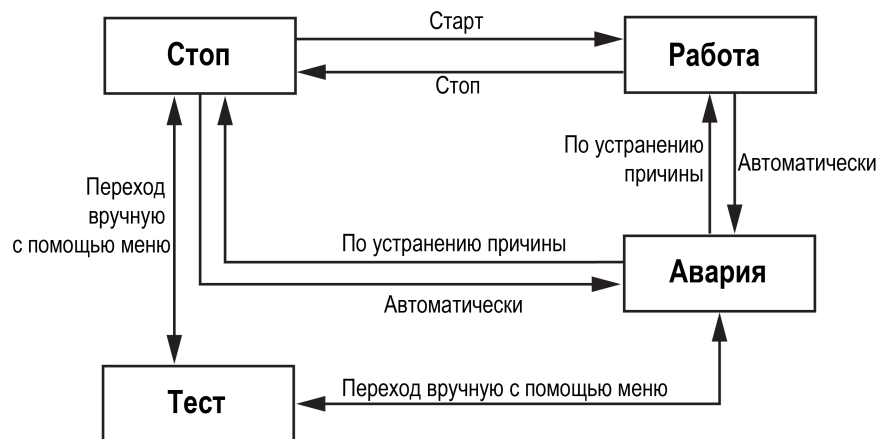 Старт
Стоп
Работа
Стоп
По устранению
причины
Автоматически
Переход
вручную
с помощью меню
По устранению причины
Авария
Автоматически
Переход вручную с помощью меню
Тест